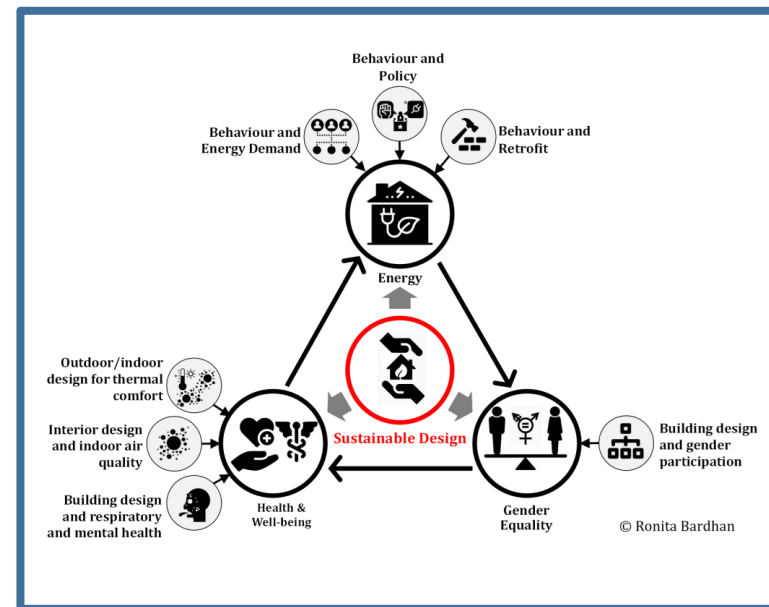 Behaviour and
Policy
Behaviour and
Energy Demand
Behaviour and
Retrofit
Energy
Outdoor/indoor
design for thermal
comfort
Interior design
and indoor air
quality
Building design
and respiratory
and mental health
Sustainable Design
Health &
Well-being
Gender
Equality
Building design
and gender
participation
© Ronita Bardhan